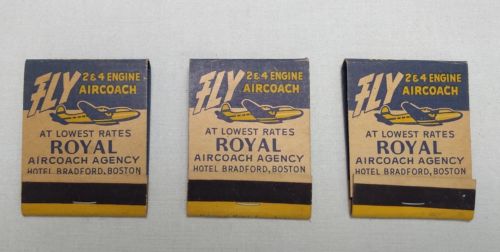 FLY 2 & 4 ENGINE
AIRCOACH
AT LOWEST RATES
ROYAL
AIRCOACH AGENCY
HOTEL BRADFORD, BOSTON
FLY 2 & 4 ENGINE
AIRCOACH
AT LOWEST RATES
ROYAL
AIRCOACH AGENCY
HOTEL BRADFORD, BOSTON
FLY 2 & 4 ENGINE
AIRCOACH
AT LOWEST RATES
ROYAL
AIRCOACH AGENCY
HOTEL BRADFORD, BOSTON